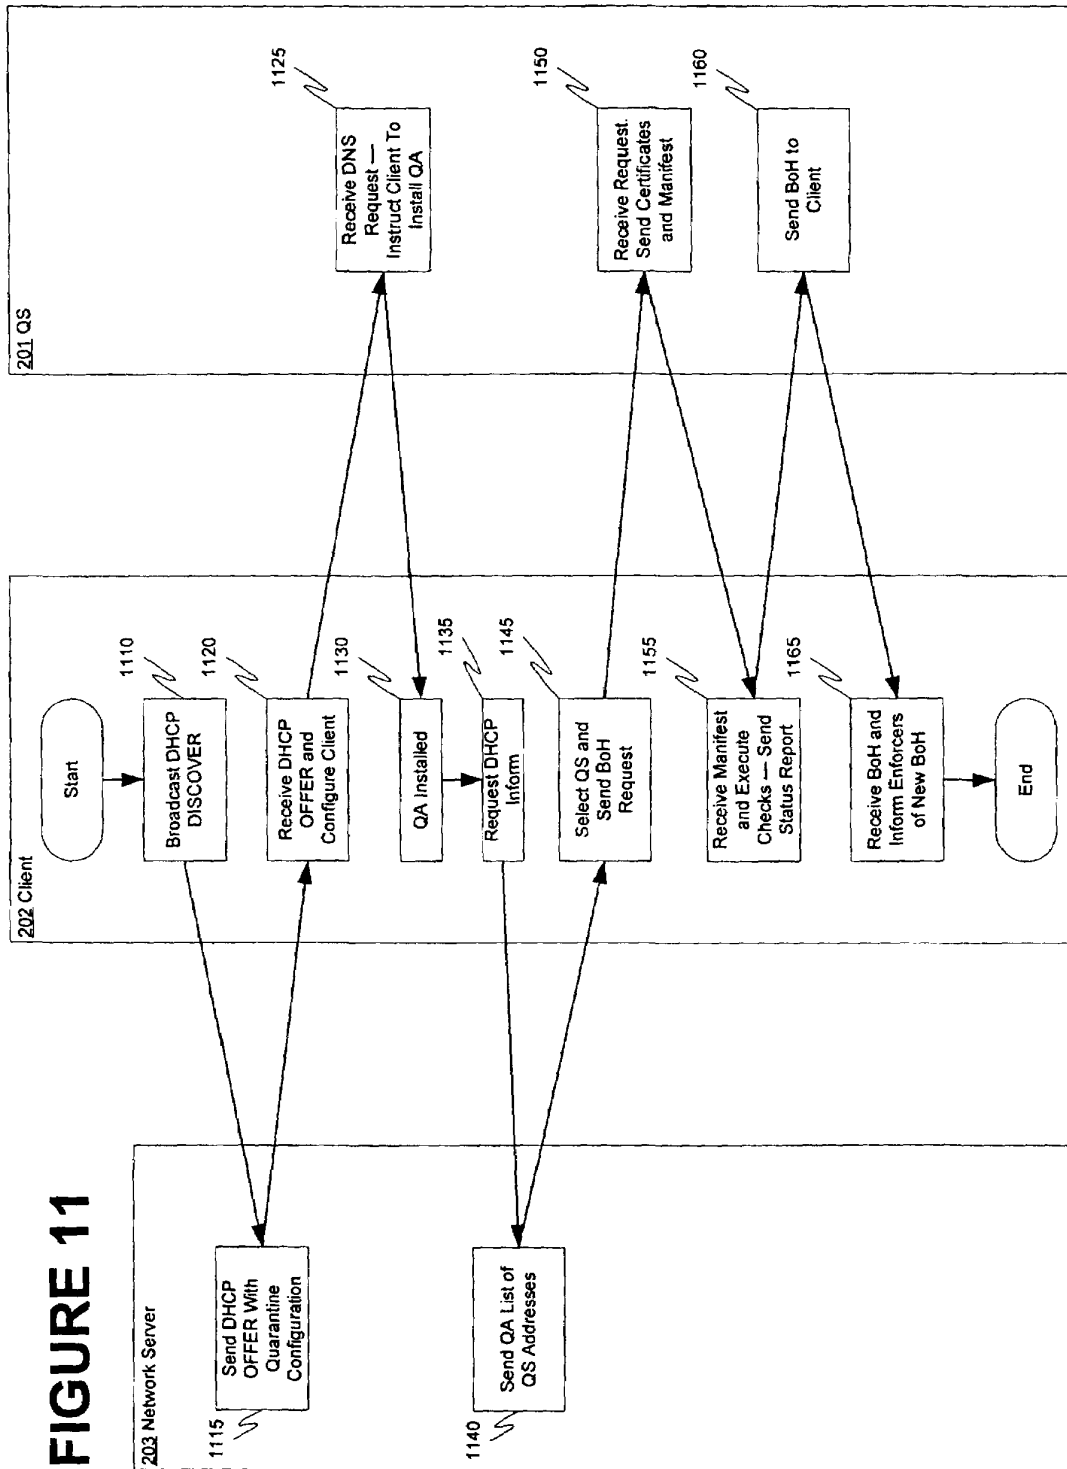 FIGURE 11
203 Network Server
1115
Send DHCP
OFFER With
Quarantine
Configuration
1140
Send QA List of
QS Addresses
202 Client
Start
1110
Broadcast DHCP
DISCOVER
1120
Receive DHCP
OFFER and
Configure Client
1130
QA Installed
1135
Request DHCP
Inform
1145
Select QS and
Send BoH
Request
1155
Receive Manifest
and Execute
Checks — Send
Status Report
1165
Receive BoH and
Inform Enforcers
of New BoH
End
201 QS
1125
Receive DNS
Request —
Instruct Client To
Install QA
1150
Receive Request.
Send Certificates
and Manifest
1160
Send BoH to
Client